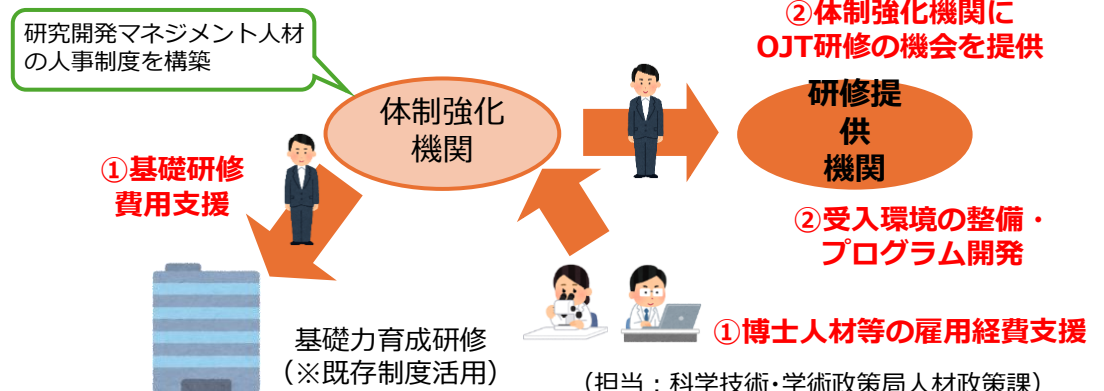 研究開発マネジメント人材
の人事制度を構築
体制強化
機関
②体制強化機関に
OJT研修の機会を提供
研修提
供
機関
①基礎研修
費用支援
②受入環境の整備・
プログラム開発
基礎力育成研修
（※既存制度活用）
①博士人材等の雇用経費支援
（担当：科学技術･学術政策局人材政策課）